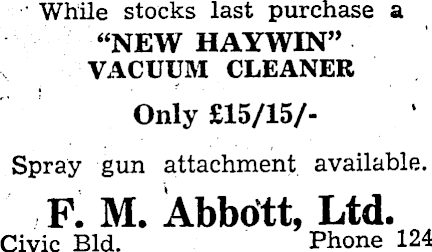 While stocks last purchase a
"NEW HAYWIN"
VACUUM CLEANER
Only £15/15/-
Spray gun attachment available.
F. M. Abbott, Ltd.
Civic Bld. Phone 124